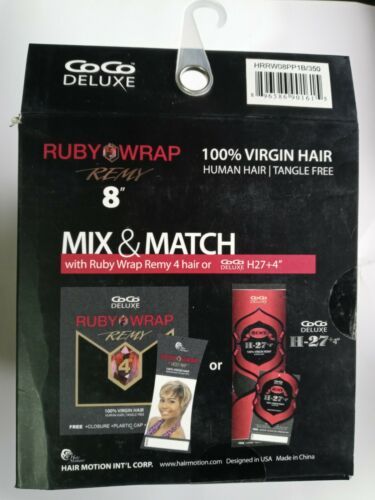 CoCo
DELUXE
HRRW08PP1B/350
RUBY WRAP
REMY
8"
100% VIRGIN HAIR
HUMAN HAIR | TANGLE FREE
MIX & MATCH
with Ruby Wrap Remy 4 hair or CoCo DELUXE H27+4"
CoCo
DELUXE
RUBY WRAP
REMY
4
100% VIRGIN HAIR
FREE •CLOSURE •PLASTIC CAP •
RUBY WRAP
or
REMY
H-27
CoCo
DELUXE
H-27+4"
HAIR MOTION INT'L CORP. www.hairmotion.com Designed in USA Made in China